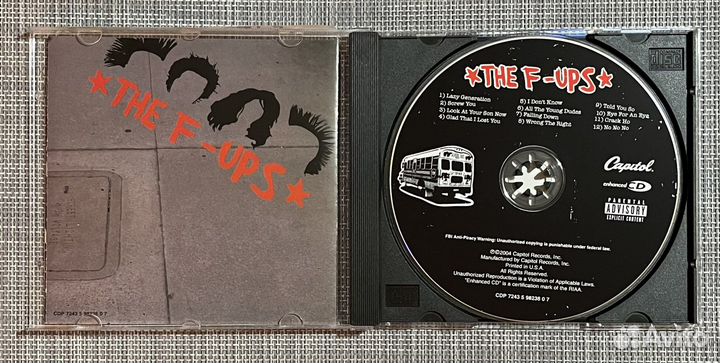 ★THE F-UPS★
CDP 7243 5 98236 0 7
★THE F-UPS★
1) Lazy Generation
2) Screw You
3) Look At Your Son Now
4) Glad That I Lost You
5) I Don't Know
6) All The Young Dudes
7) Falling Down
8) Wrong The Right
9) Told You So
10) Eye For An Eye
11) Crack Ho
12) No No No
Capitol.
enhanced CD
PARENTAL
ADVISORY
EXPLICIT CONTENT
FBI Anti-Piracy Warning: Unauthorized copying is punishable under federal law.
℗©2004 Capitol Records, Inc.
Manufactured by Capitol Records, Inc.
Printed in U.S.A.
All Rights Reserved.
Unauthorized Reproduction is a Violation of Applicable Laws.
"Enhanced CD" is a certification mark of the RIAA.
CDP 7243 5 98236 0 7
Avito